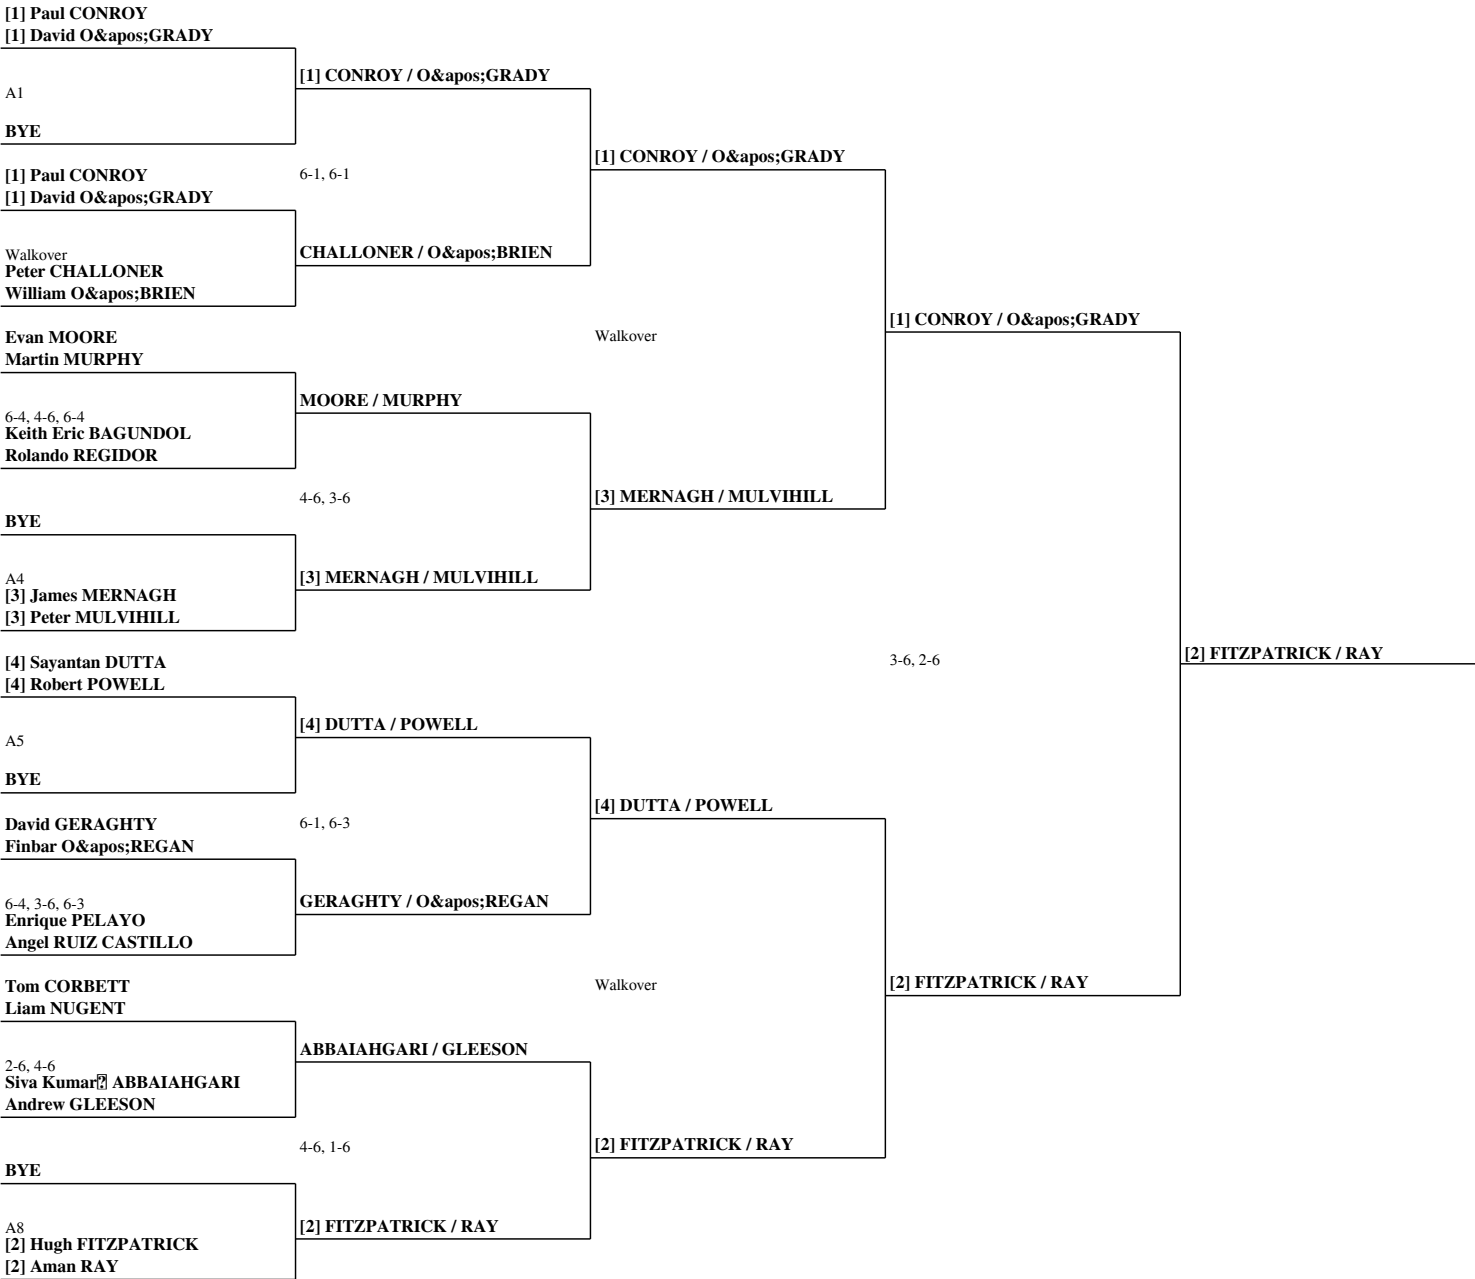 [1] Paul CONROY
[1] David O&apos;GRADY
A1
BYE
[1] Paul CONROY
[1] David O&apos;GRADY
Walkover
Peter CHALLONER
William O&apos;BRIEN
Evan MOORE
Martin MURPHY
6-4, 4-6, 6-4
Keith Eric BAGUNDOL
Rolando REGIDOR
BYE
A4
[3] James MERNAGH
[3] Peter MULVIHILL
[4] Sayantan DUTTA
[4] Robert POWELL
A5
BYE
David GERAGHTY
Finbar O&apos;REGAN
6-4, 3-6, 6-3
Enrique PELAYO
Angel RUIZ CASTILLO
Tom CORBETT
Liam NUGENT
2-6, 4-6
Siva Kumar⍰ ABBAIAHGARI
Andrew GLEESON
BYE
A8
[2] Hugh FITZPATRICK
[2] Aman RAY
[1] CONROY / O&apos;GRADY
6-1, 6-1
CHALLONER / O&apos;BRIEN
MOORE / MURPHY
4-6, 3-6
[3] MERNAGH / MULVIHILL
[4] DUTTA / POWELL
6-1, 6-3
GERAGHTY / O&apos;REGAN
ABBAIAHGARI / GLEESON
4-6, 1-6
[2] FITZPATRICK / RAY
[1] CONROY / O&apos;GRADY
Walkover
[3] MERNAGH / MULVIHILL
[4] DUTTA / POWELL
Walkover
[2] FITZPATRICK / RAY
[1] CONROY / O&apos;GRADY
3-6, 2-6
[2] FITZPATRICK / RAY
[2] FITZPATRICK / RAY